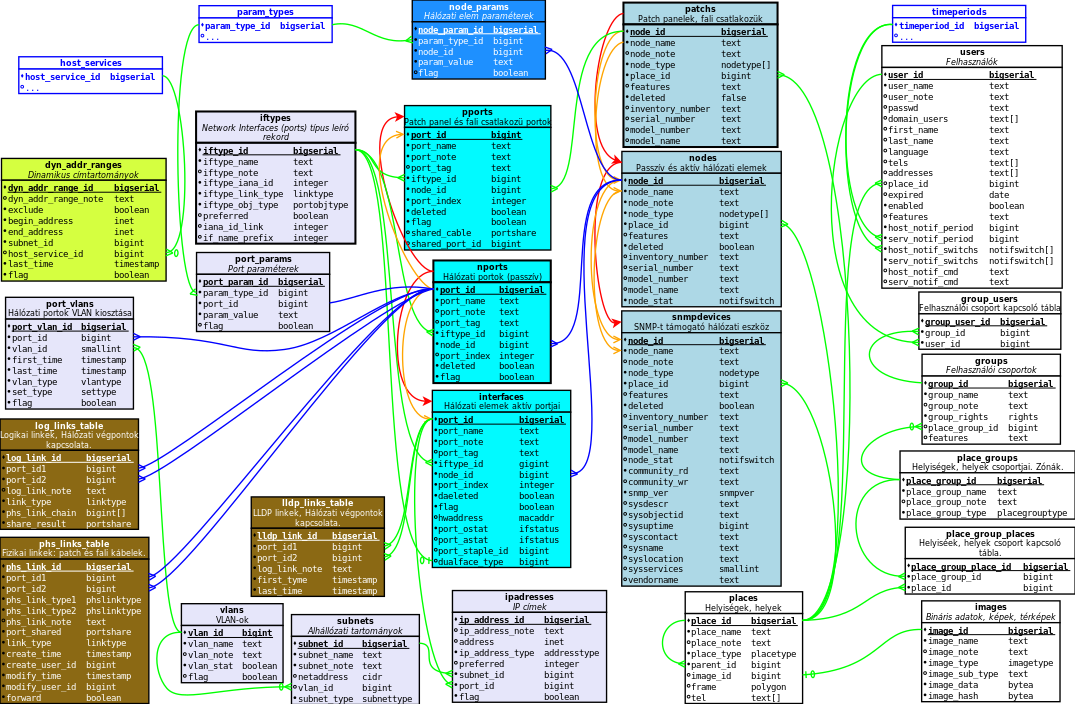 param_types
param_type_id bigserial
...
host_services
host_service_id bigserial
...
dyn_addr_ranges
Dinamikus címtartományok
dyn_addr_range_id bigserial
dyn_addr_range_note text
exclude boolean
begin_address inet
end_address inet
subnet_id bigint
host_service_id bigint
last_time timestamp
flag boolean
port_vlans
Hálózati portok VLAN kiosztása
port_vlan_id bigserial
port_id bigint
vlan_id smallint
first_time timestamp
last_time timestamp
vlan_type vlantype
set_type settype
flag boolean
log_links_table
Logikai linkek, Hálózati végpontok
kapcsolata.
log_link_id bigserial
port_id1 bigint
port_id2 bigint
log_link_note text
link_type linktype
phs_link_chain bigint[]
share_result portshare
phs_links_table
Fizikai linkek: patch és fali kábelek.
phs_link_id bigserial
port_id1 bigint
port_id2 bigint
phs_link_type1 phslinktype
phs_link_type2 phslinktype
phs_link_note text
port_shared portshare
link_type linktype
create_time timestamp
create_user_id bigint
modify_time timestamp
modify_user_id bigint
forward boolean
iftypes
Network Interfaces (ports) típus leíró
rekord
iftype_id bigserial
iftype_name text
iftype_note text
iftype_iana_id integer
iftype_link_type linktype
iftype_obj_type portobjtype
preferred boolean
iana_id_link integer
if_name_prefix integer
port_params
Port paraméterek
port_param_id bigserial
param_type_id bigint
port_id bigint
param_value text
flag boolean
lldp_links_table
LLDP linkek, Hálózati végpontok
kapcsolata.
lldp_link_id bigserial
port_id1 bigint
port_id2 bigint
log_link_note text
first_tyme timestamp
last_time timestamp
vlans
VLAN-ok
vlan_id bigint
vlan_name text
vlan_note text
vlan_stat boolean
flag boolean
subnets
Alhállózati tartományok
subnet_id bigserial
subnet_name text
subnet_note text
netaddress cidr
vlan_id bigint
subnet_type subnettype
node_params
Hálózati elem paraméterek
node_param_id bigserial
param_type_id bigint
node_id bigint
param_value text
flag boolean
pports
Patch panel és fali csatlakozü portok
port_id bigint
port_name text
port_note text
port_tag text
iftype_id bigint
node_id bigint
port_index integer
deleted boolean
flag boolean
shared_cable portshare
shared_port_id bigint
nports
Hálózati portok (passzív)
port_id bigint
port_name text
port_note text
port_tag text
iftype_id bigint
node_id bigint
port_index integer
deleted boolean
flag boolean
interfaces
Hálózati elemek aktív portjai
port_id bigint
port_name text
port_note text
port_tag text
iftype_id gigint
node_id bigint
port_index integer
daeleted boolean
flag boolean
hwaddress macaddr
port_ostat ifstatus
port_astat ifstatus
port_staple_id bigint
dualface_type bigint
ipadresses
IP címek
ip_address_id bigserial
ip_address_note text
address inet
ip_address_type addresstype
preferred integer
subnet_id bigint
port_id bigint
flag boolean
patchs
Patch panelek, fali csatlakozük
node_id bigserial
node_name text
node_note text
node_type nodetype[]
place_id bigint
features text
deleted false
inventory_number text
serial_number text
model_number text
model_name text
nodes
Passzív és aktív hálózati elemek
node_id bigserial
node_name text
node_note text
node_type nodetype[]
place_id bigint
features text
deleted boolean
inventory_number text
serial_number text
model_number text
model_name text
node_stat notifswitch
snmpdevices
SNMP-t támogató hálózati eszköz
node_id bigserial
node_name text
node_note text
node_type nodetype
place_id bigint
features text
deleted boolean
inventory_number text
serial_number text
model_number text
model_name text
node_stat notifswitch
community_rd text
community_wr text
snmp_ver snmpver
sysdescr text
sysobjectid text
sysuptime bigint
syscontact text
sysname text
syslocation text
sysservices smallint
vendorname text
places
Helyiségek, helyek
place_id bigserial
place_name text
place_note text
place_type placetype
parent_id bigint
image_id bigint
frame polygon
tel text[]
timeperiods
timeperiod_id bigserial
...
users
Felhasználók
user_id bigserial
user_name text
user_note text
passwd text
domain_users text[]
first_name text
last_name text
language text
tels text[]
addresses text[]
place_id bigint
expired date
enabled boolean
features text
host_notif_period bigint
serv_notif_period bigint
host_notif_switchs notifswitch[]
serv_notif_switchs notifswitch[]
host_notif_cmd text
serv_notif_cmd text
group_users
Felhasználói csoport kapcsoló tábla
group_user_id bigserial
group_id bigint
user_id bigint
groups
Felhasználói csoportok
group_id bigserial
group_name text
group_note text
group_rights rights
place_group_id bigint
features text
place_groups
Helyiségek, helyek csoportjai. Zónák.
place_group_id bigserial
place_group_name text
place_group_note text
place_group_type placegrouptype
place_group_places
Helyiséek, helyek csoport kapcsoló
tábla.
place_group_place_id bigserial
place_group_id bigint
place_id bigint
images
Bináris adatok, képek, térképek
image_id bigserial
image_name text
image_note text
image_type imagetype
image_sub_type text
image_data bytea
image_hash bytea